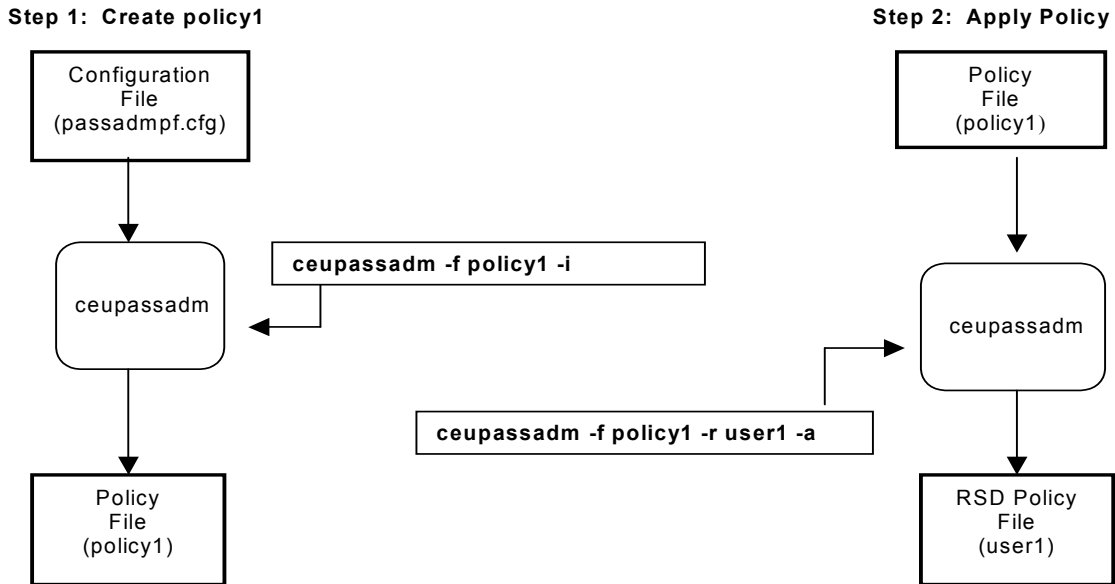 Step 1: Create policy1
Configuration
File
(passadmpf.cfg)
ceupassadm
ceupassadm -f policy1 -i
Policy
File
(policy1)
Step 2: Apply Policy
Policy
File
(policy1)
ceupassadm
ceupassadm -f policy1 -r user1 -a
RSD Policy
File
(user1)